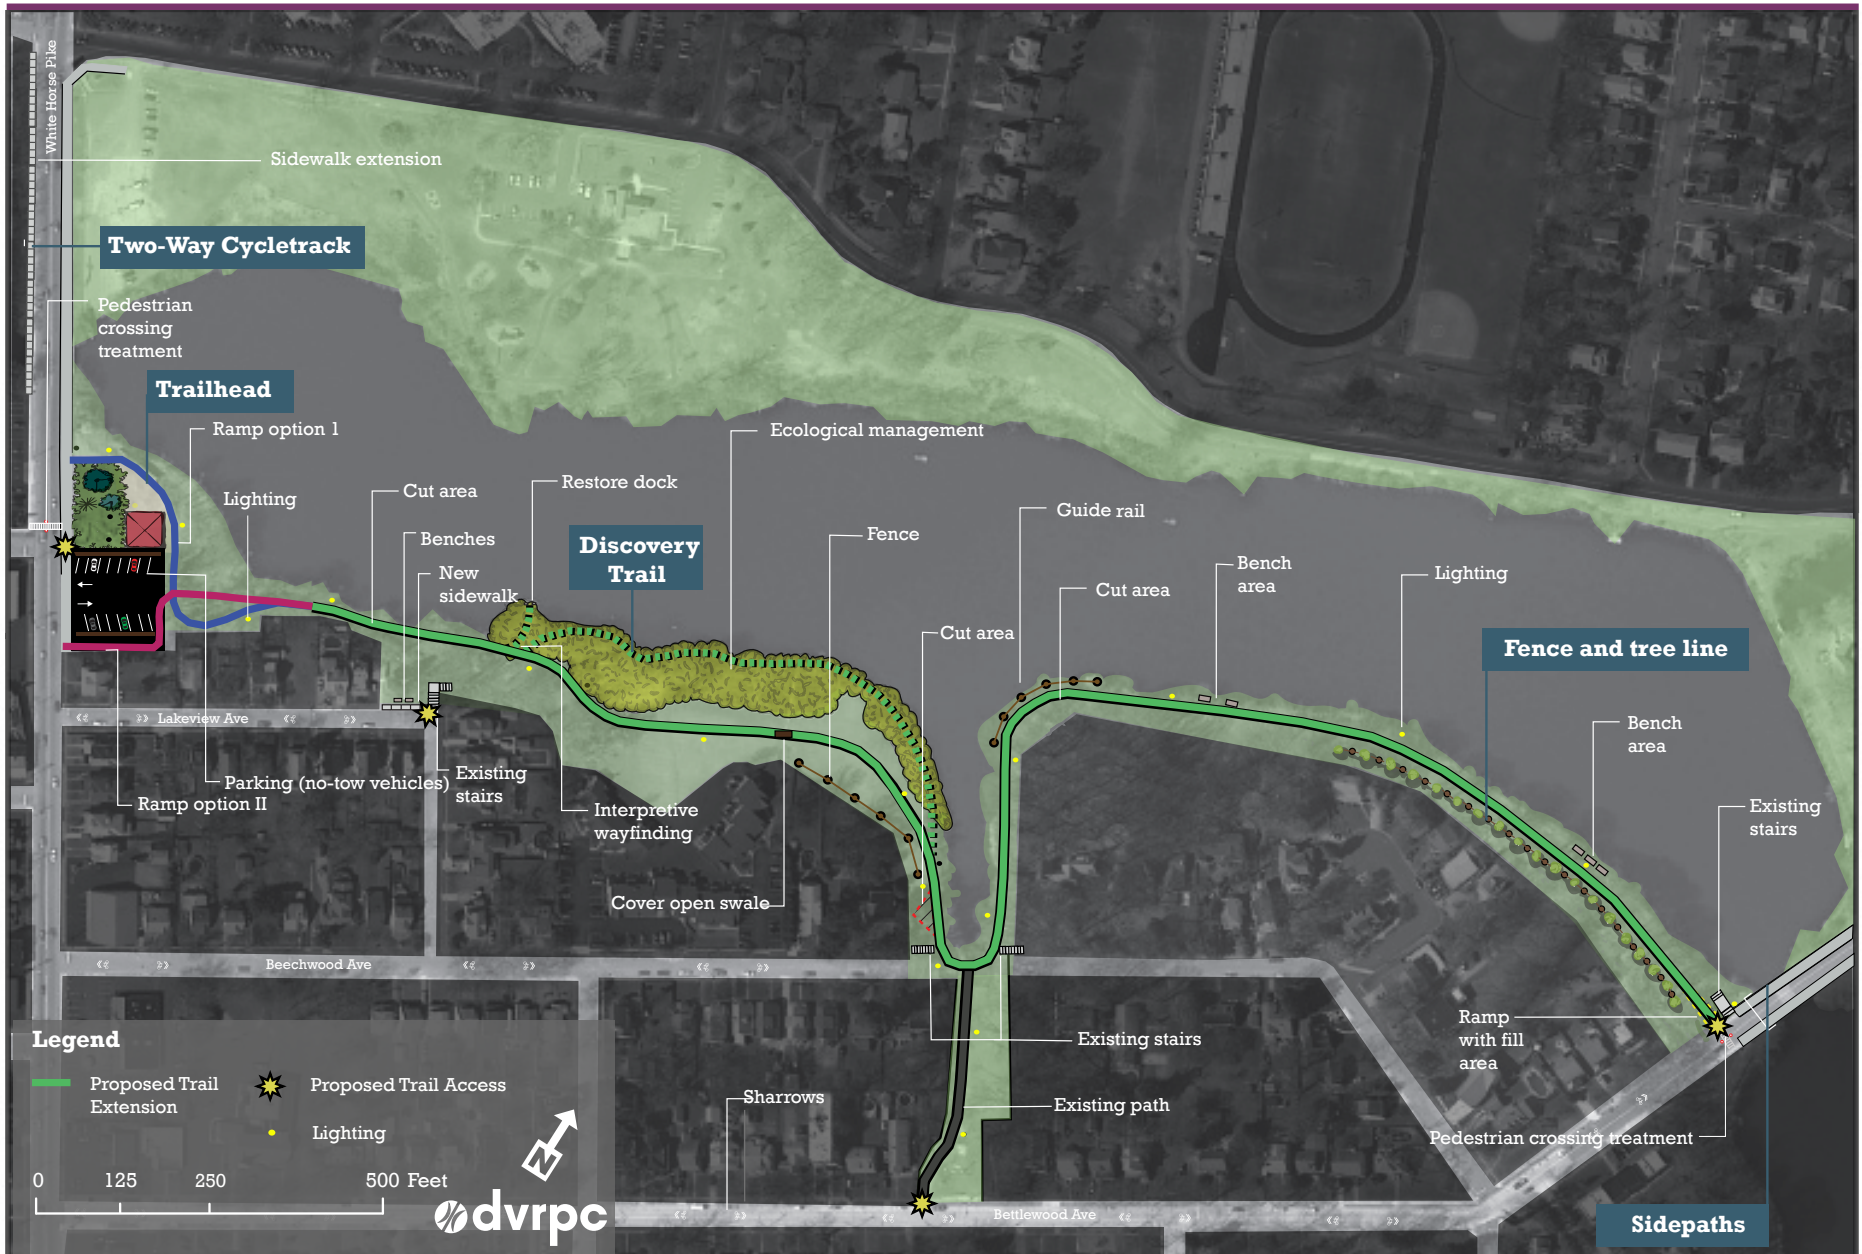 White Horse Pike
Sidewalk extension
Two-Way Cycletrack
Pedestrian
crossing
treatment
Trailhead
Ramp option 1
Lighting
Cut area
Benches
New
sidewalk
Restore dock
Discovery
Trail
Ecological management
Fence
Guide rail
Cut area
Cut area
Bench
area
Lighting
Fence and tree line
Bench
area
Existing
stairs
Lakeview Ave
Parking (no-tow vehicles)
Ramp option II
Existing
stairs
Interpretive
wayfinding
Cover open swale
Beechwood Ave
Existing stairs
Existing path
Sharrows
Ramp
with fill
area
Pedestrian crossing treatment
Sidepaths
Bettlewood Ave
Legend
Proposed Trail
Extension
Proposed Trail Access
Lighting
N
0 125 250 500 Feet
dvrpc